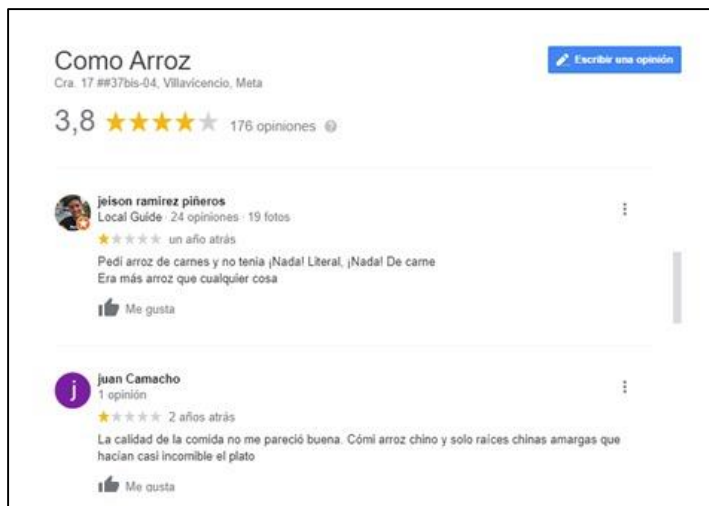 Como Arroz
Escribir una opinión
Cra. 17 ##37bis-04, Villavicencio, Meta
3,8 176 opiniones ?
jeison ramirez piñeros
Local Guide · 24 opiniones · 19 fotos
un año atrás
Pedí arroz de carnes y no tenia ¡Nada! Literal, ¡Nada! De carne
Era más arroz que cualquier cosa
Me gusta
j
juan Camacho
1 opinión
2 años atrás
La calidad de la comida no me pareció buena. Cómi arroz chino y solo raíces chinas amargas que
hacían casi incomible el plato
Me gusta